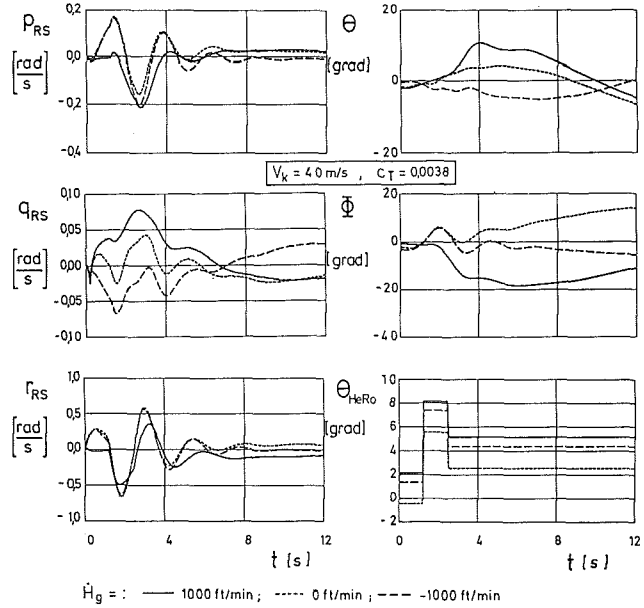 p_RS
[rad/s]
0,2
0,0
-0,2
-0,4
Θ
[grad]
20
0
-20
V_k = 40 m/s , c_T = 0,0038
q_RS
[rad/s]
0,10
0,05
0,00
-0,05
-0,10
Φ
[grad]
20
0
-20
-40
r_RS
[rad/s]
1,0
0,5
0,0
-0,5
-1,0
0 4 8 12
t [s]
Θ_HeRo
[grad]
8
6
4
2
0
-2
0 4 8 12
t [s]
Ḣ_g = : 1000 ft/min ; 0 ft/min ; -1000 ft/min